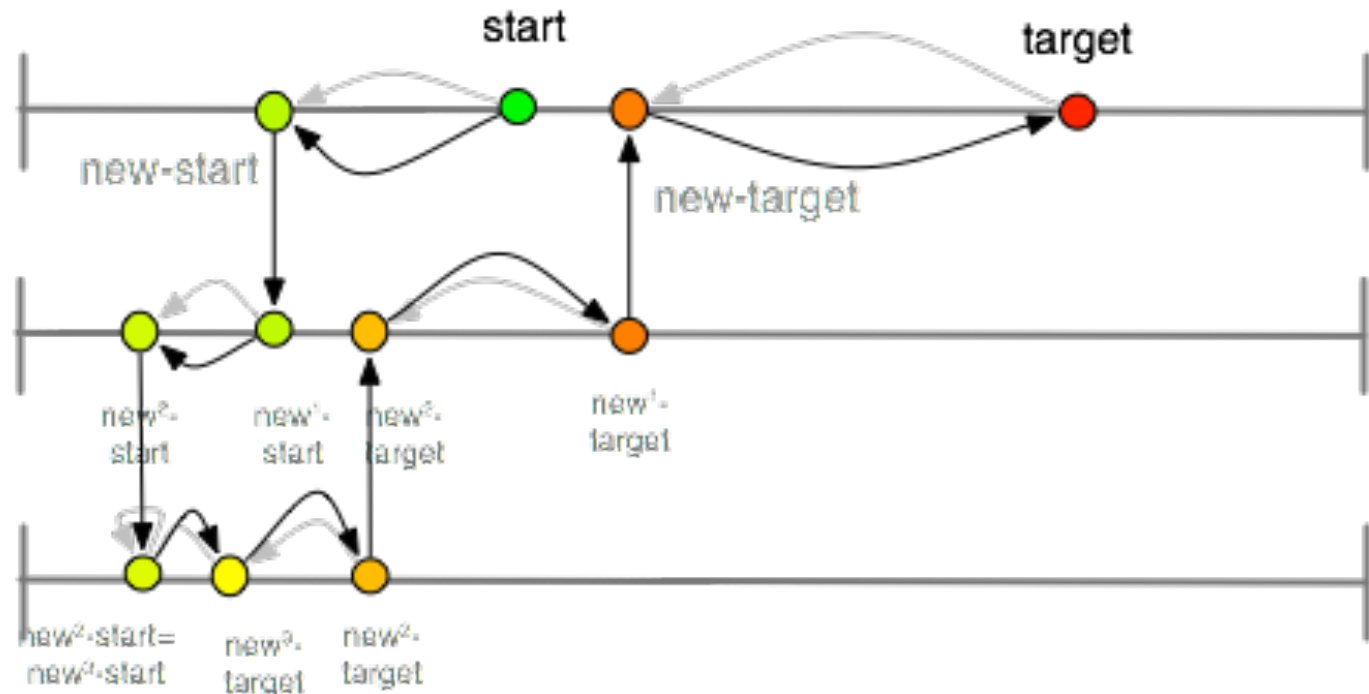 start
target
new-start
new-target
new²-
start
new¹-
start
new²-
target
new¹-
target
new²-start=
new³-start
new³-
target
new²-
target